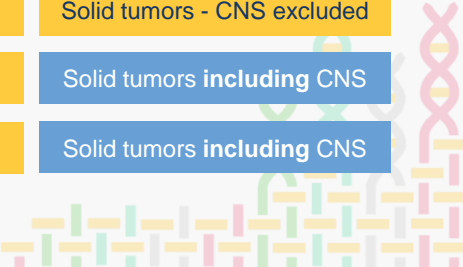 Solid tumors - CNS excluded
Solid tumors including CNS
Solid tumors including CNS